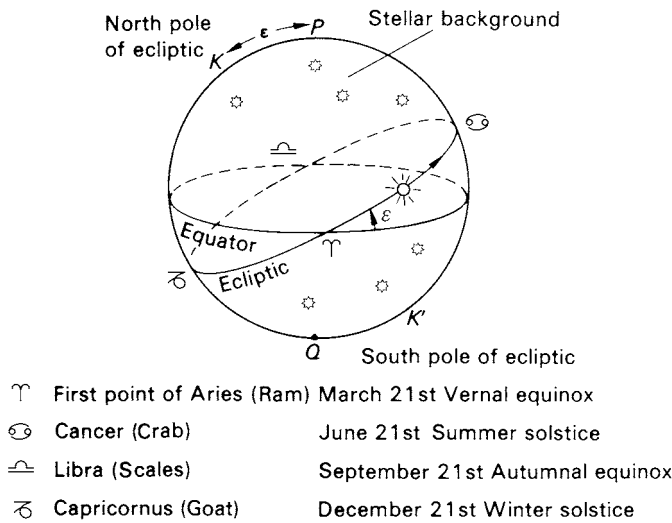 North pole
of ecliptic
K
ε
P
Stellar background
♋
♎
ε
Equator
♈
Ecliptic
♑
K'
Q
South pole of ecliptic
♈ First point of Aries (Ram) March 21st Vernal equinox
♋ Cancer (Crab) June 21st Summer solstice
♎ Libra (Scales) September 21st Autumnal equinox
♑ Capricornus (Goat) December 21st Winter solstice